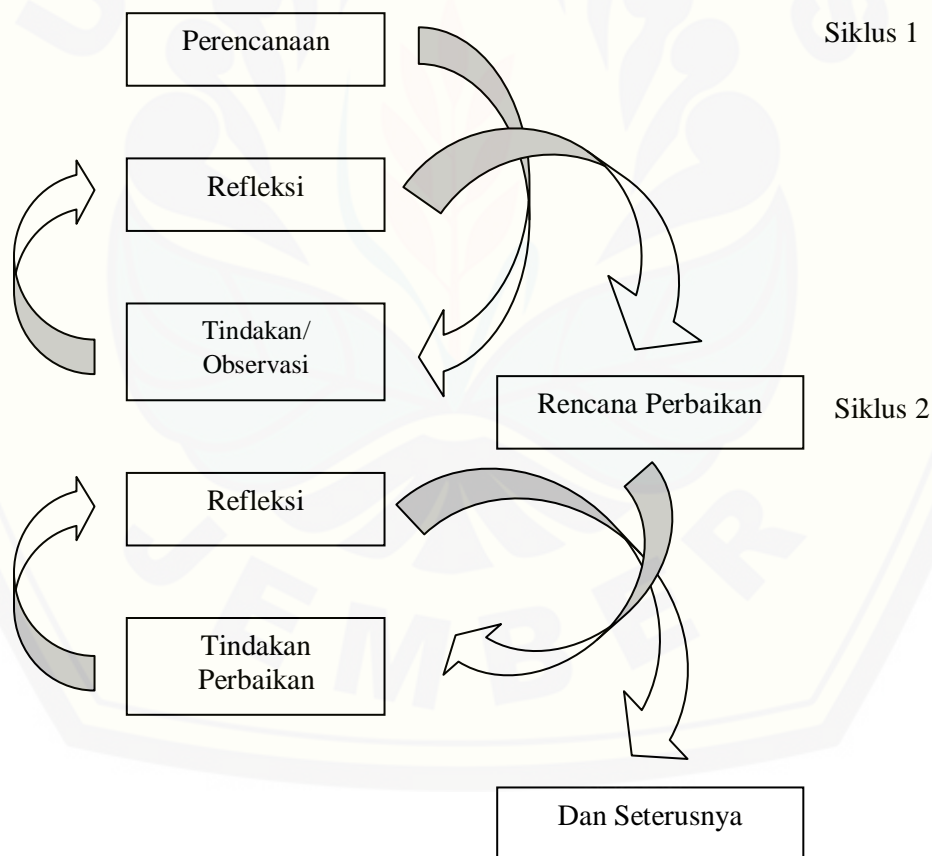 Perencanaan
Siklus 1
Refleksi
Tindakan/
Observasi
Rencana Perbaikan
Siklus 2
Refleksi
Tindakan
Perbaikan
Dan Seterusnya